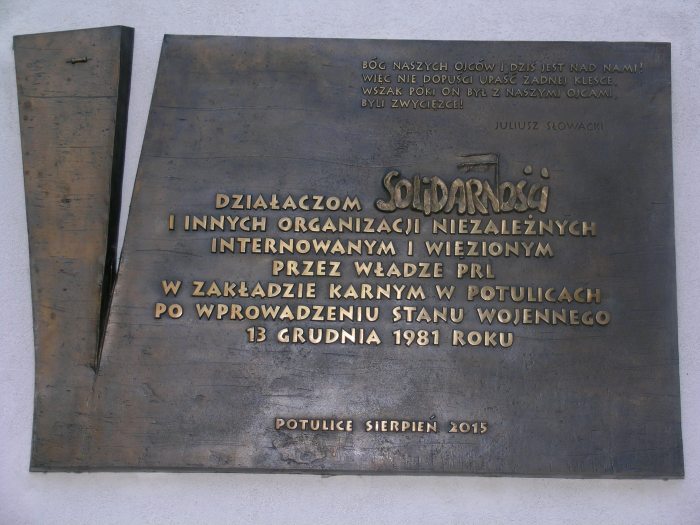 BÓG NASZYCH OJCÓW I DZIŚ JEST NAD NAMI!
WIĘC NIE DOPUŚCI UPAŚĆ ŻADNEJ KLĘSCE,
WSZAK PÓKI ON BYŁ Z NASZYMI OJCAMI,
BYLI ZWYCIĘZCE!
JULIUSZ SŁOWACKI
DZIAŁACZOM SOLIDARNOŚCI
I INNYCH ORGANIZACJI NIEZALEŻNYCH
INTERNOWANYM I WIĘZIONYM
PRZEZ WŁADZE PRL
W ZAKŁADZIE KARNYM W POTULICACH
PO WPROWADZENIU STANU WOJENNEGO
13 GRUDNIA 1981 ROKU
POTULICE SIERPIEŃ 2015